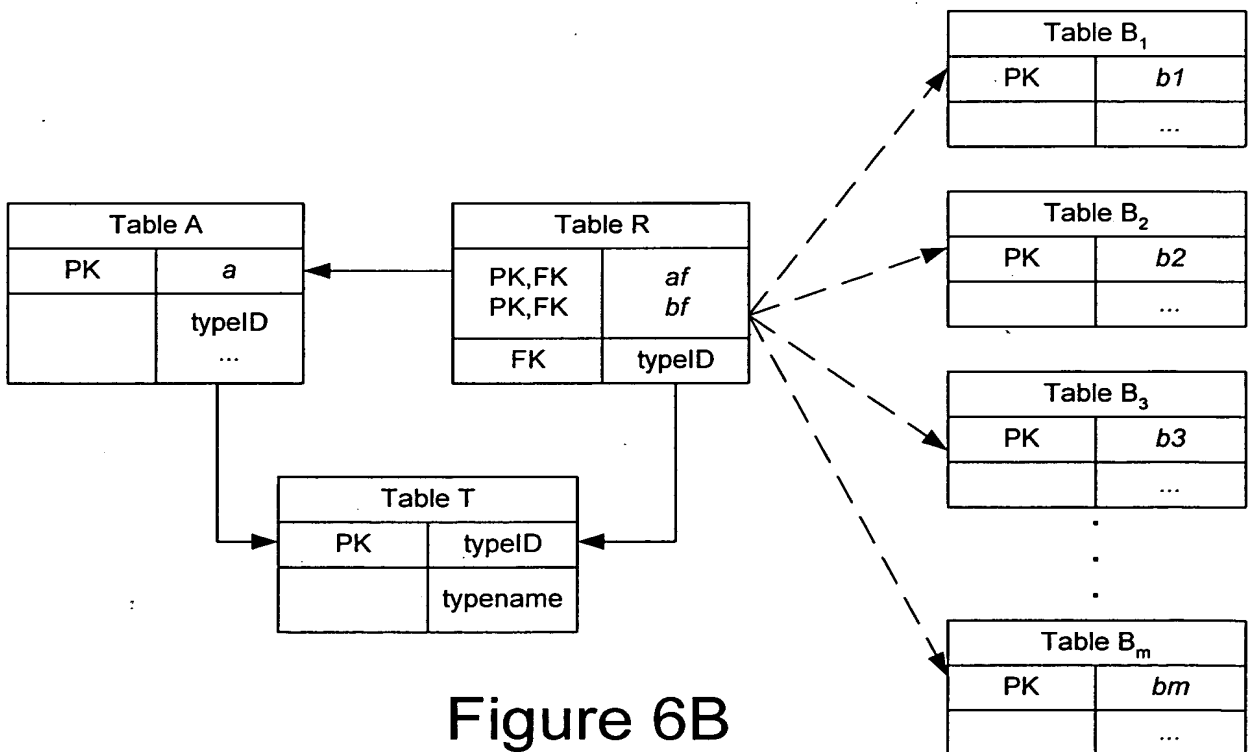 Table B1
PK b1
...
Table B2
PK b2
...
Table A
PK a
typeID
...
Table R
PK,FK af
PK,FK bf
FK typeID
Table B3
PK b3
...
Table T
PK typeID
typename
Table Bm
PK bm
...
Figure 6B